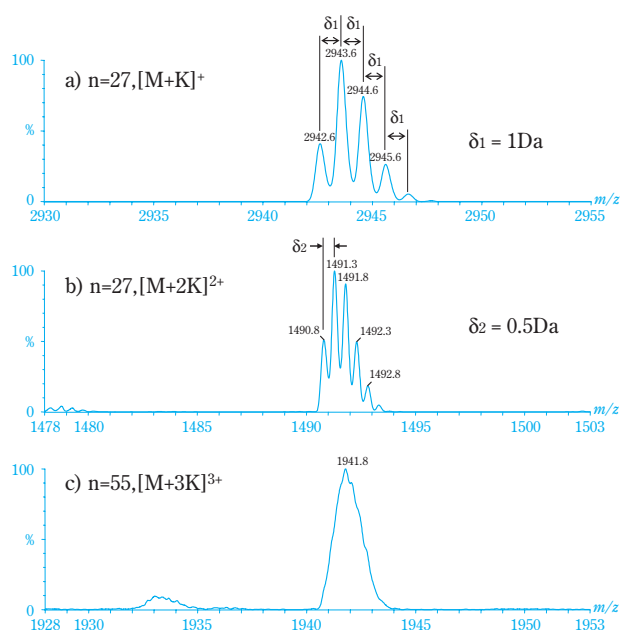 δ1 δ1
2943.6
δ1
100
a) n=27,[M+K]+
2944.6
δ1
%
2942.6
δ1 = 1Da
2945.6
0
m/z
2930 2935 2940 2945 2950 2955
δ2
1491.3
100
1491.8
b) n=27,[M+2K]2+
1490.8
1492.3
δ2 = 0.5Da
%
1492.8
0
m/z
1478 1480 1485 1490 1495 1500 1503
1941.8
100
c) n=55,[M+3K]3+
%
0
m/z
1928 1930 1935 1940 1945 1950 1953